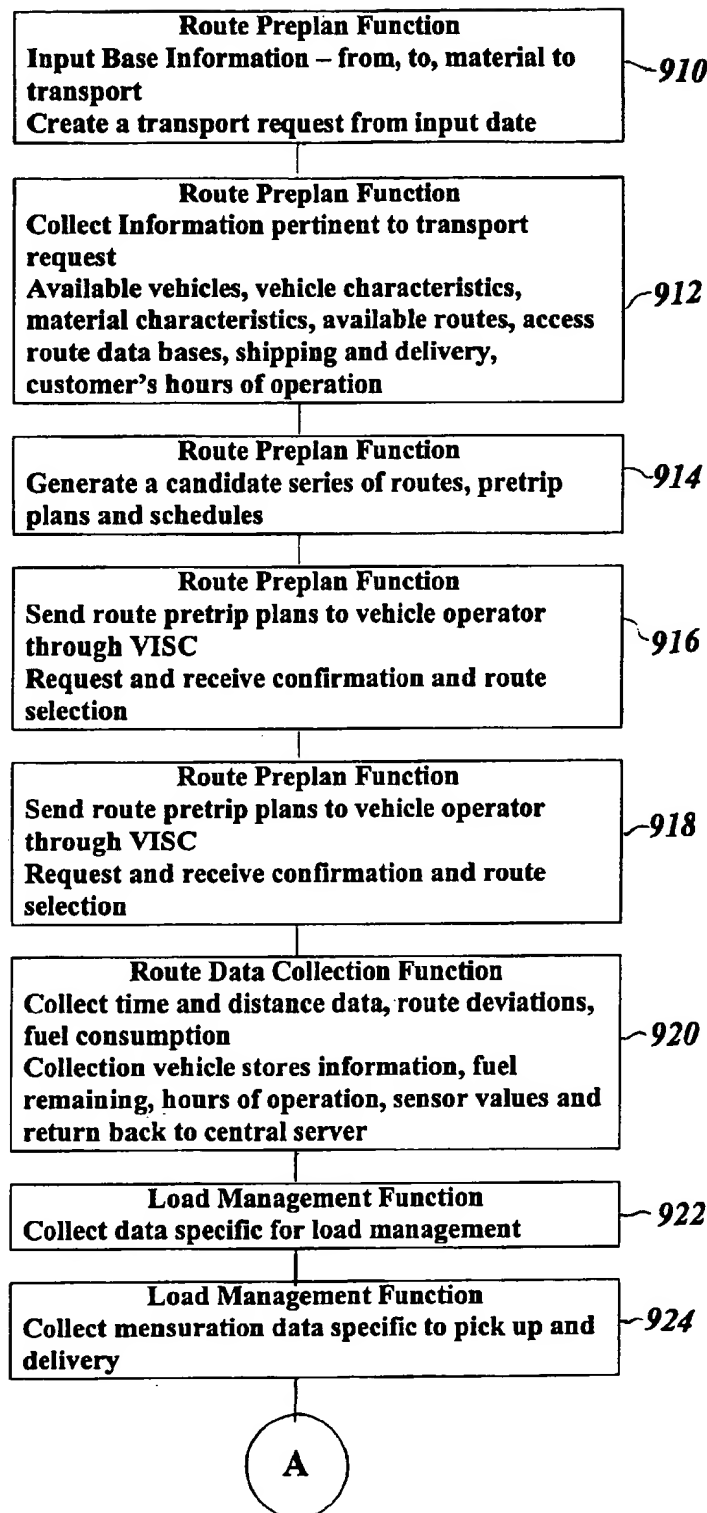 Route Preplan Function
Input Base Information – from, to, material to
transport
Create a transport request from input date
910
Route Preplan Function
Collect Information pertinent to transport
request
Available vehicles, vehicle characteristics,
material characteristics, available routes, access
route data bases, shipping and delivery,
customer's hours of operation
912
Route Preplan Function
Generate a candidate series of routes, pretrip
plans and schedules
914
Route Preplan Function
Send route pretrip plans to vehicle operator
through VISC
Request and receive confirmation and route
selection
916
Route Preplan Function
Send route pretrip plans to vehicle operator
through VISC
Request and receive confirmation and route
selection
918
Route Data Collection Function
Collect time and distance data, route deviations,
fuel consumption
Collection vehicle stores information, fuel
remaining, hours of operation, sensor values and
return back to central server
920
Load Management Function
Collect data specific for load management
922
Load Management Function
Collect mensuration data specific to pick up and
delivery
924
A